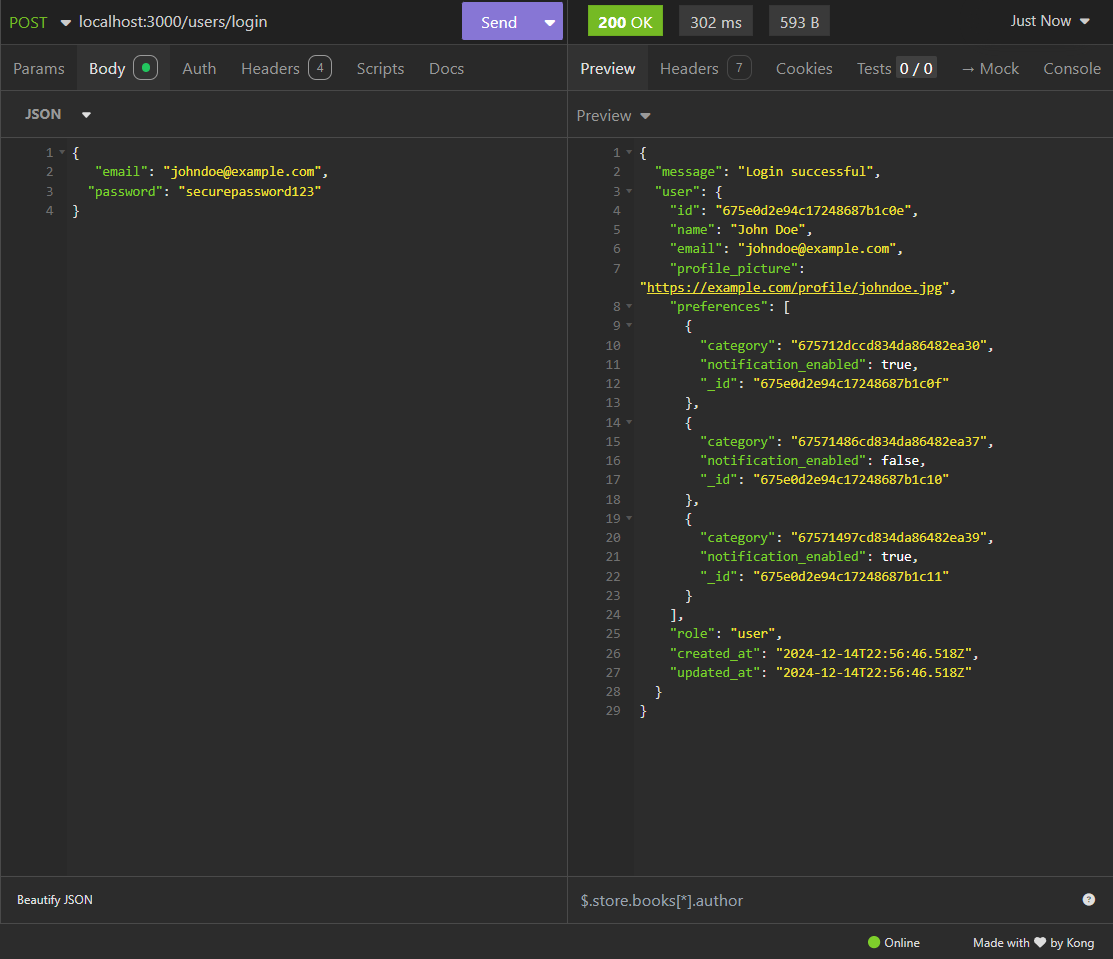 POST localhost:3000/users/login Send 200 OK 302 ms 593 B Just Now
Params Body Auth Headers 4 Scripts Docs
Preview Headers 7 Cookies Tests 0 / 0 → Mock Console
JSON
1 {
2 "email": "johndoe@example.com",
3 "password": "securepassword123"
4 }
Beautify JSON
Preview
1 {
2 "message": "Login successful",
3 "user": {
4 "id": "675e0d2e94c17248687b1c0e",
5 "name": "John Doe",
6 "email": "johndoe@example.com",
7 "profile_picture":
"https://example.com/profile/johndoe.jpg",
8 "preferences": [
9 {
10 "category": "675712dccd834da86482ea30",
11 "notification_enabled": true,
12 "_id": "675e0d2e94c17248687b1c0f"
13 },
14 {
15 "category": "67571486cd834da86482ea37",
16 "notification_enabled": false,
17 "_id": "675e0d2e94c17248687b1c10"
18 },
19 {
20 "category": "67571497cd834da86482ea39",
21 "notification_enabled": true,
22 "_id": "675e0d2e94c17248687b1c11"
23 }
24 ],
25 "role": "user",
26 "created_at": "2024-12-14T22:56:46.518Z",
27 "updated_at": "2024-12-14T22:56:46.518Z"
28 }
29 }
$.store.books[*].author ?
Online Made with ❤ by Kong